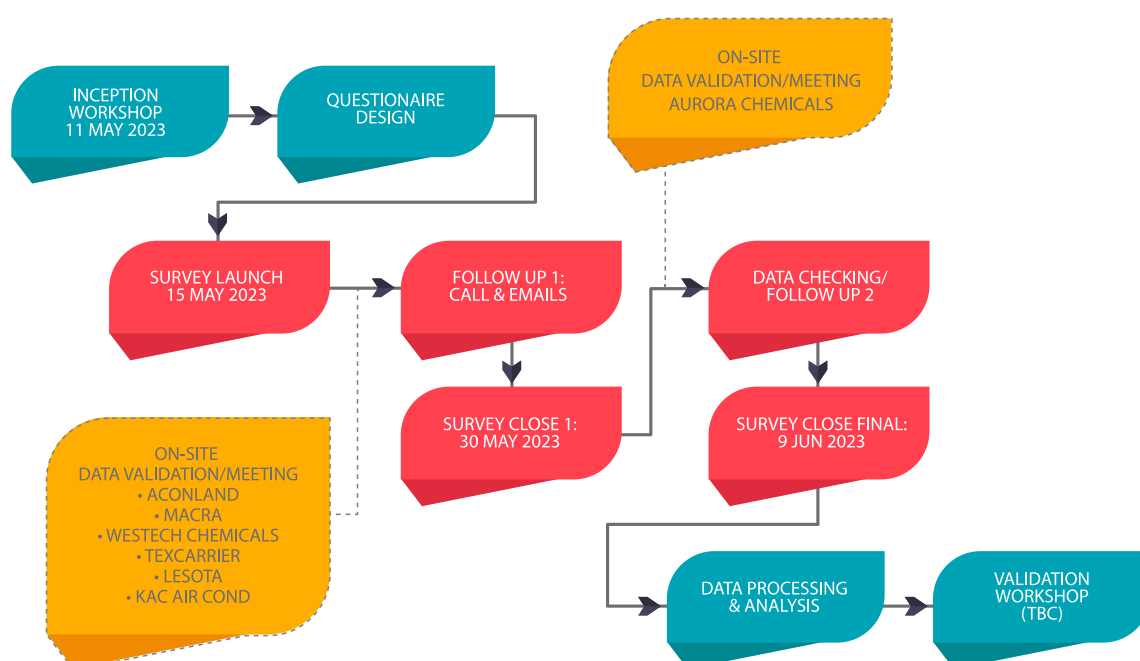 INCEPTION
WORKSHOP
11 MAY 2023
QUESTIONAIRE
DESIGN
ON-SITE
DATA VALIDATION/MEETING
AURORA CHEMICALS
SURVEY LAUNCH
15 MAY 2023
FOLLOW UP 1:
CALL & EMAILS
DATA CHECKING/
FOLLOW UP 2
SURVEY CLOSE 1:
30 MAY 2023
SURVEY CLOSE FINAL:
9 JUN 2023
ON-SITE
DATA VALIDATION/MEETING
• ACONLAND
• MACRA
• WESTECH CHEMICALS
• TEXCARRIER
• LESOTA
• KAC AIR COND
DATA PROCESSING
& ANALYSIS
VALIDATION
WORKSHOP
(TBC)